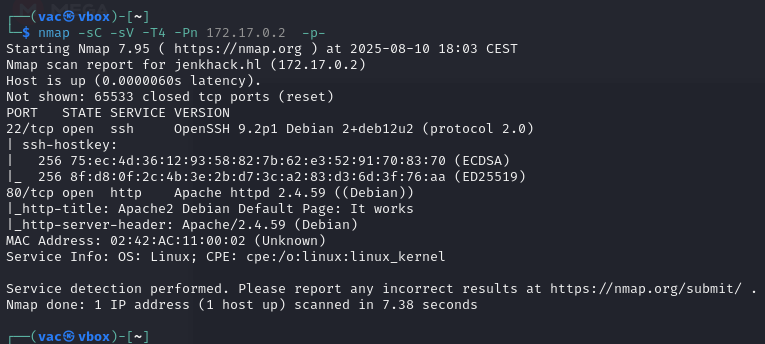 ┌──(vac㉿vbox)-[~]
└─$ nmap -sC -sV -T4 -Pn 172.17.0.2  -p-
Starting Nmap 7.95 ( https://nmap.org ) at 2025-08-10 18:03 CEST
Nmap scan report for jenkhack.hl (172.17.0.2)
Host is up (0.0000060s latency).
Not shown: 65533 closed tcp ports (reset)
PORT   STATE SERVICE VERSION
22/tcp open  ssh     OpenSSH 9.2p1 Debian 2+deb12u2 (protocol 2.0)
| ssh-hostkey:
|   256 75:ec:4d:36:12:93:58:82:7b:62:e3:52:91:70:83:70 (ECDSA)
|_  256 8f:d8:0f:2c:4b:3e:2b:d7:3c:a2:83:d3:6d:3f:76:aa (ED25519)
80/tcp open  http    Apache httpd 2.4.59 ((Debian))
|_http-title: Apache2 Debian Default Page: It works
|_http-server-header: Apache/2.4.59 (Debian)
MAC Address: 02:42:AC:11:00:02 (Unknown)
Service Info: OS: Linux; CPE: cpe:/o:linux:linux_kernel

Service detection performed. Please report any incorrect results at https://nmap.org/submit/ .
Nmap done: 1 IP address (1 host up) scanned in 7.38 seconds

┌──(vac㉿vbox)-[~]